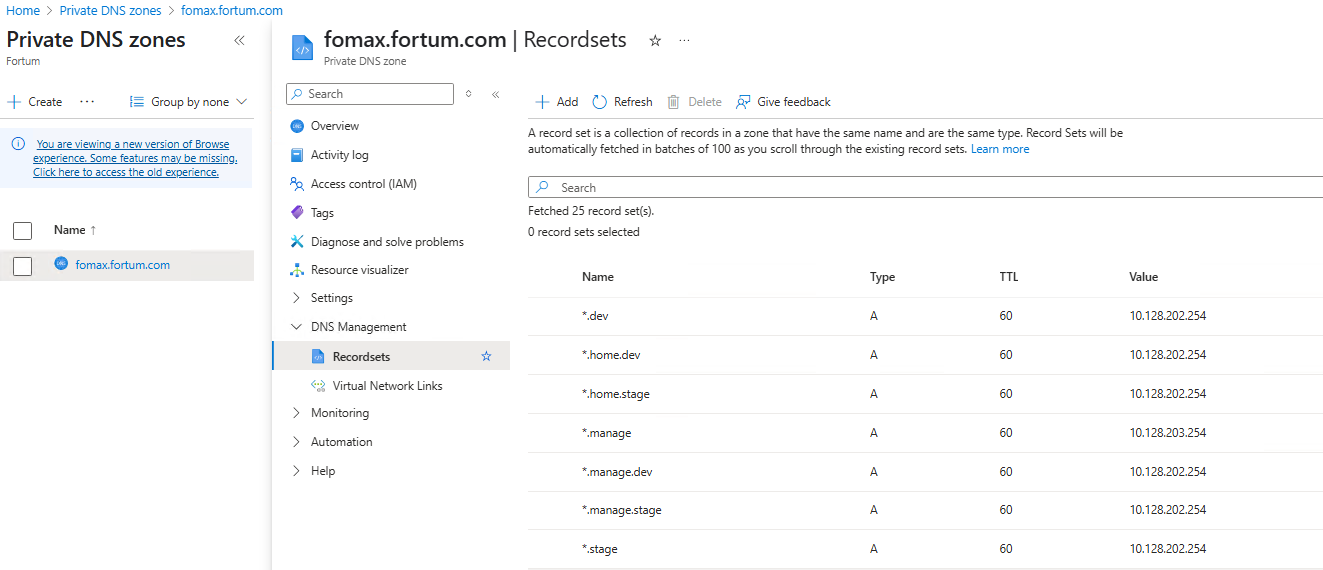 Home > Private DNS zones > fomax.fortum.com
Private DNS zones «
Fortum
+ Create ··· Group by none
You are viewing a new version of Browse
experience. Some features may be missing.
Click here to access the old experience.
Name ↑
fomax.fortum.com
fomax.fortum.com | Recordsets ☆ ···
Private DNS zone
Search «
Overview
Activity log
Access control (IAM)
Tags
Diagnose and solve problems
Resource visualizer
Settings
DNS Management
Recordsets
Virtual Network Links
Monitoring
Automation
Help
+ Add Refresh Delete Give feedback
A record set is a collection of records in a zone that have the same name and are the same type. Record Sets will be
automatically fetched in batches of 100 as you scroll through the existing record sets. Learn more
Search
Fetched 25 record set(s).
0 record sets selected
Name Type TTL Value
*.dev A 60 10.128.202.254
*.home.dev A 60 10.128.202.254
*.home.stage A 60 10.128.202.254
*.manage A 60 10.128.203.254
*.manage.dev A 60 10.128.202.254
*.manage.stage A 60 10.128.202.254
*.stage A 60 10.128.202.254